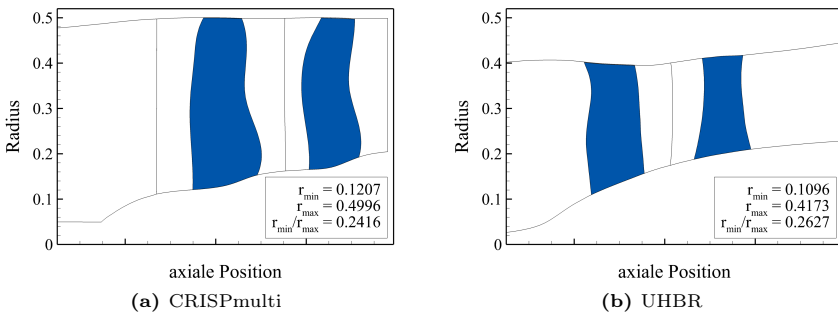 0.5
0.4
0.3
0.2
0.1
0
Radius
r_min = 0.1207
r_max = 0.4996
r_min/r_max = 0.2416
axiale Position
(a) CRISPmulti
0.5
0.4
0.3
0.2
0.1
0
Radius
r_min = 0.1096
r_max = 0.4173
r_min/r_max = 0.2627
axiale Position
(b) UHBR